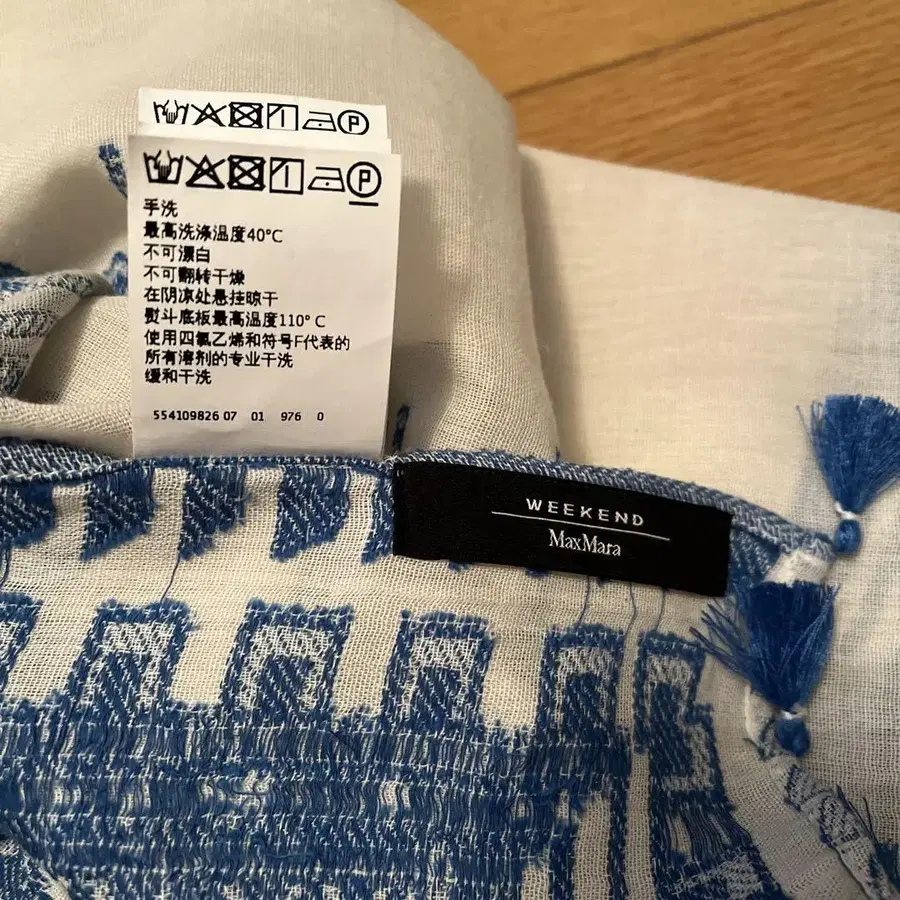 P
P
手洗
最高洗涤温度40°C
不可漂白
不可翻转干燥
在阴凉处悬挂晾干
熨斗底板最高温度110° C
使用四氯乙烯和符号F代表的
所有溶剂的专业干洗
缓和干洗
554109826 07 01 976 0
WEEKEND
MaxMara